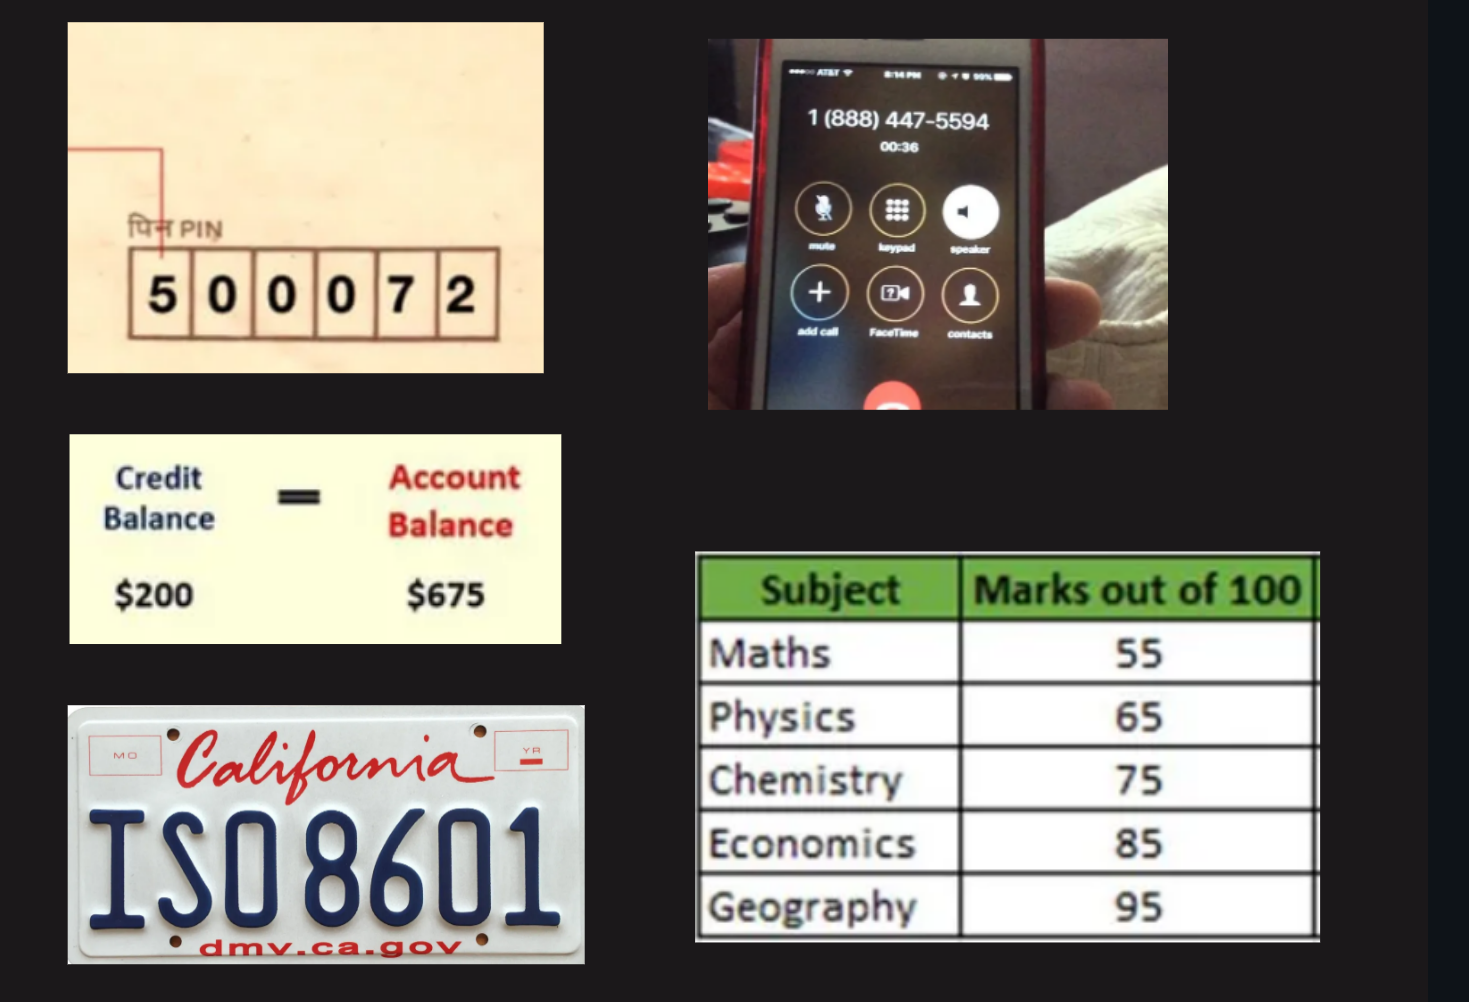 पिन PIN
5 0 0 0 7 2
AT&T 8:14 PM 99%
1 (888) 447-5594
00:36
mute keypad speaker
add call FaceTime contacts
Credit Account
Balance - Balance
$200 $675
MO California YR
ISO8601
dmv.ca.gov
Subject Marks out of 100
Maths 55
Physics 65
Chemistry 75
Economics 85
Geography 95